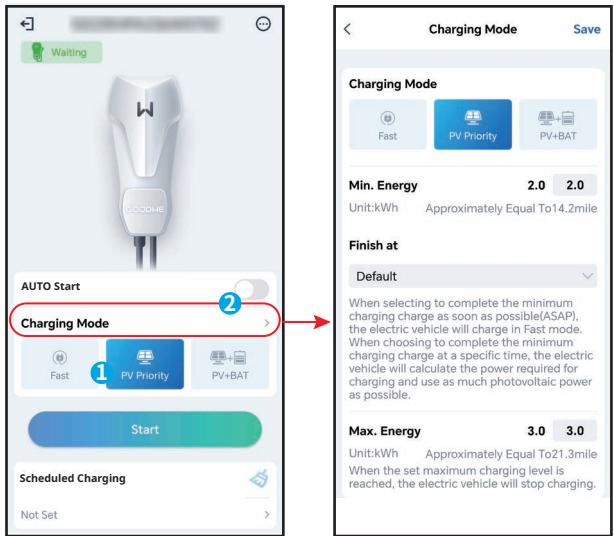 Waiting
W
GOODWE
AUTO Start
2
Charging Mode
Fast
1
PV Priority
PV+BAT
Start
Scheduled Charging
Not Set
Charging Mode
Save
Charging Mode
Fast
PV Priority
PV+BAT
Min. Energy 2.0 2.0
Unit:kWh Approximately Equal To14.2mile
Finish at
Default
When selecting to complete the minimum
charging charge as soon as possible(ASAP),
the electric vehicle will charge in Fast mode.
When choosing to complete the minimum
charging charge at a specific time, the electric
vehicle will calculate the power required for
charging and use as much photovoltaic power
as possible.
Max. Energy 3.0 3.0
Unit:kWh Approximately Equal To21.3mile
When the set maximum charging level is
reached, the electric vehicle will stop charging.